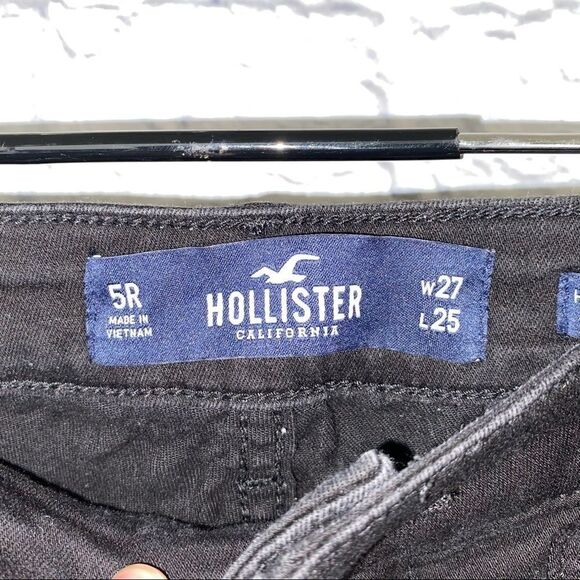 5R
MADE IN
VIETNAM
HOLLISTER
CALIFORNIA
W27
L25
H